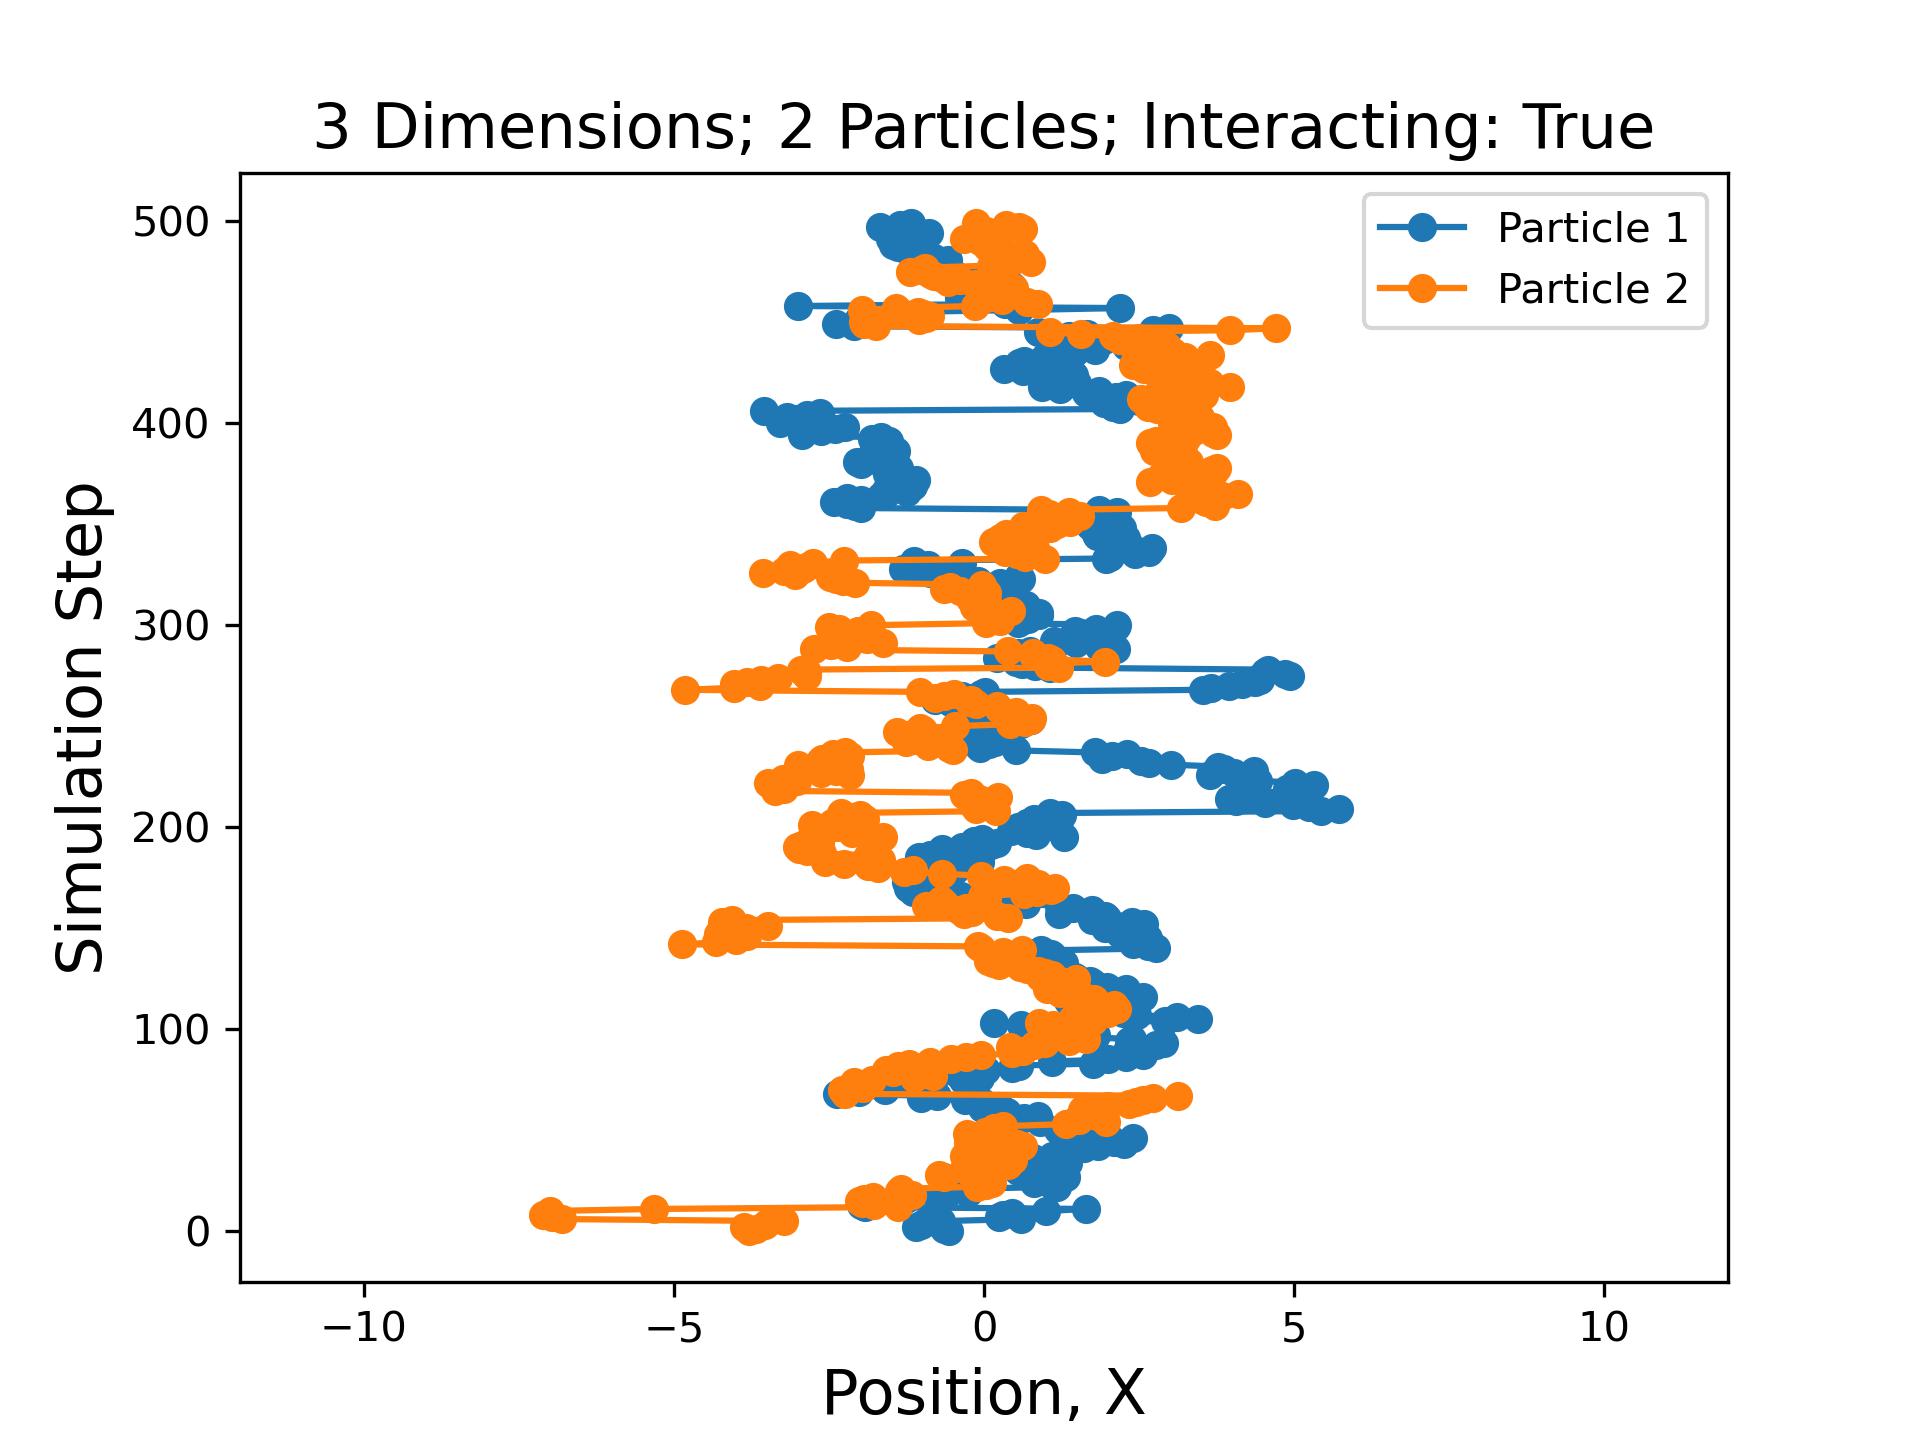 3 Dimensions; 2 Particles; Interacting: True
Particle 1
Particle 2
500
400
300
200
100
0
Simulation Step
−10
−5
0
5
10
Position, X